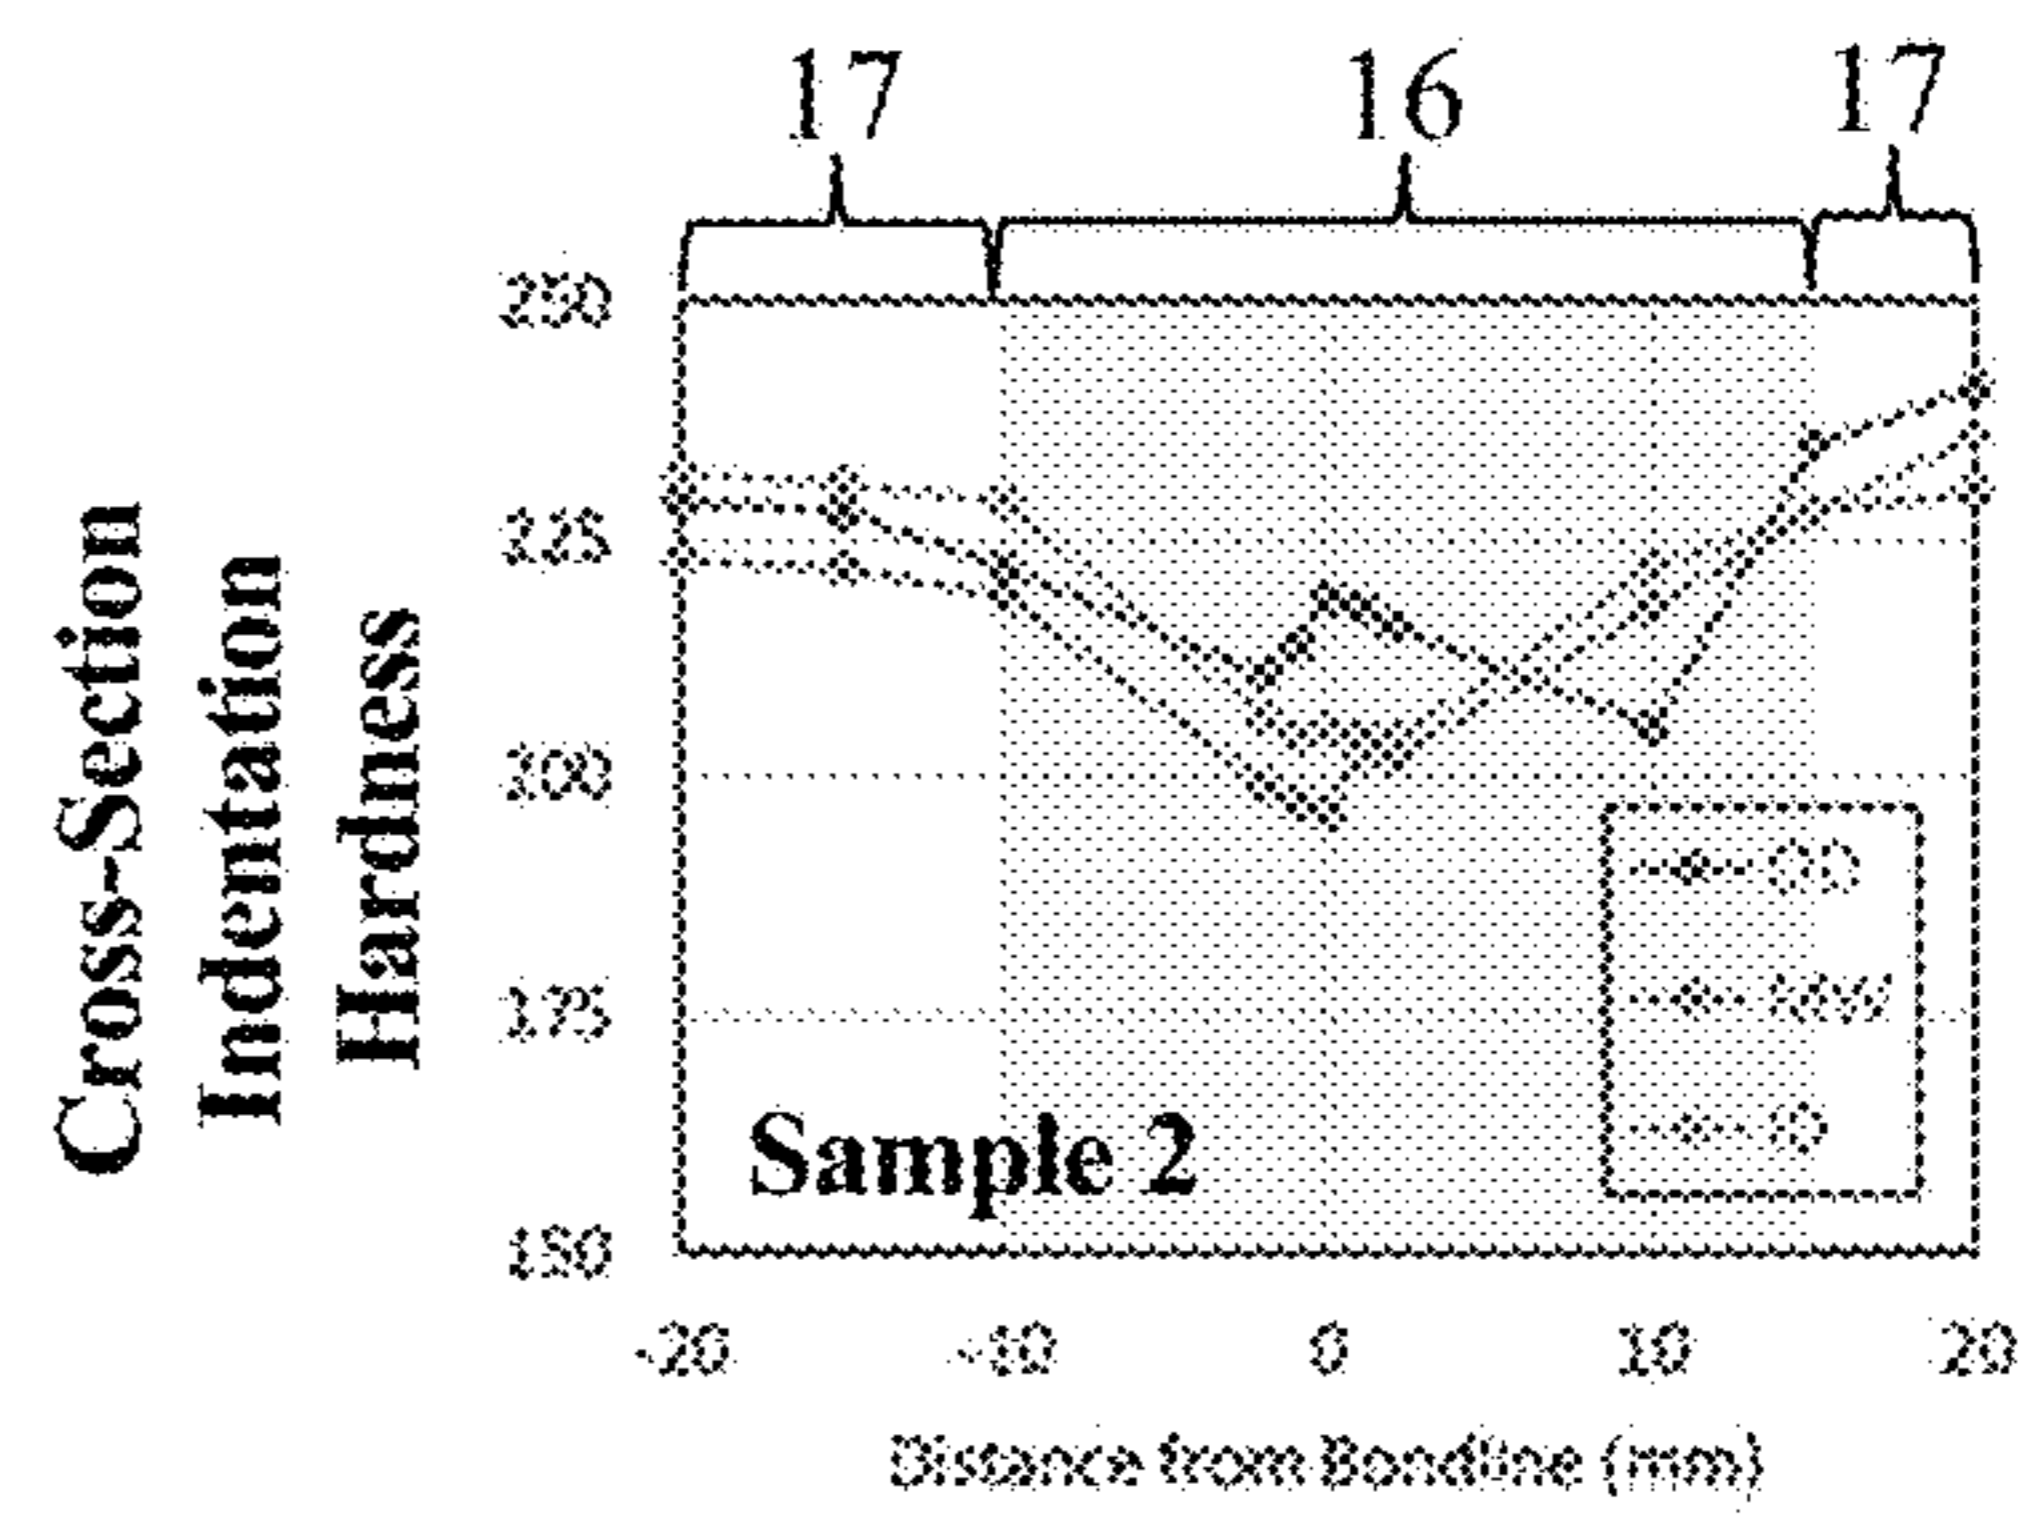 17 16 17
Cross-Section
Indentation
Hardness
250
225
200
175
150
OD
MW
ID
Sample 2
-20 -10 0 10 20
Distance from Bondline (mm)